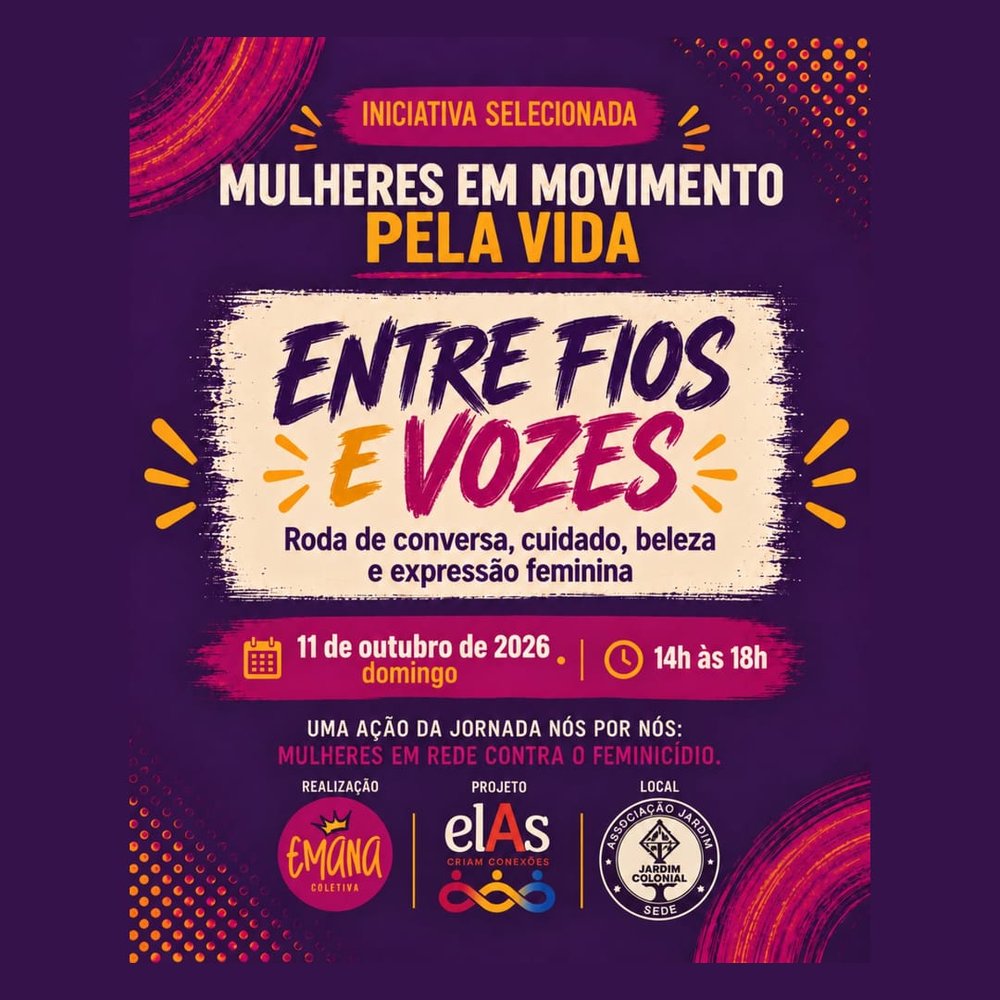 INICIATIVA SELECIONADA
MULHERES EM MOVIMENTO
PELA VIDA
ENTRE FIOS
E VOZES
Roda de conversa, cuidado, beleza
e expressão feminina
11 de outubro de 2026
domingo
14h às 18h
UMA AÇÃO DA JORNADA NÓS POR NÓS:
MULHERES EM REDE CONTRA O FEMINICÍDIO.
REALIZAÇÃO
EMANA
COLETIVA
PROJETO
elAs
CRIAM CONEXÕES
LOCAL
ASSOCIAÇÃO JARDIM
JARDIM
COLONIAL
SEDE